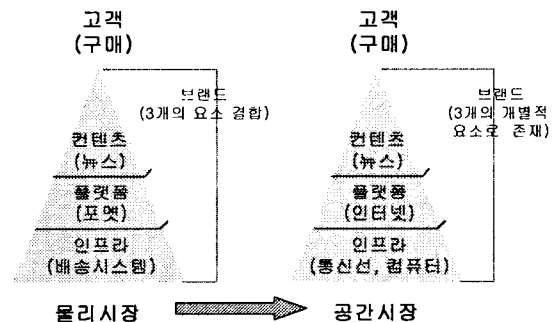 고객
(구매)
브랜드
(3개의 요소 결합)
컨텐츠
(뉴스)
플랫폼
(포맷)
인프라
(배송시스템)
물리시장
고객
(구매)
브랜드
(3개의 개별적
요소로 존재)
컨텐츠
(뉴스)
플랫폼
(인터넷)
인프라
(통신선, 컴퓨터)
공간시장